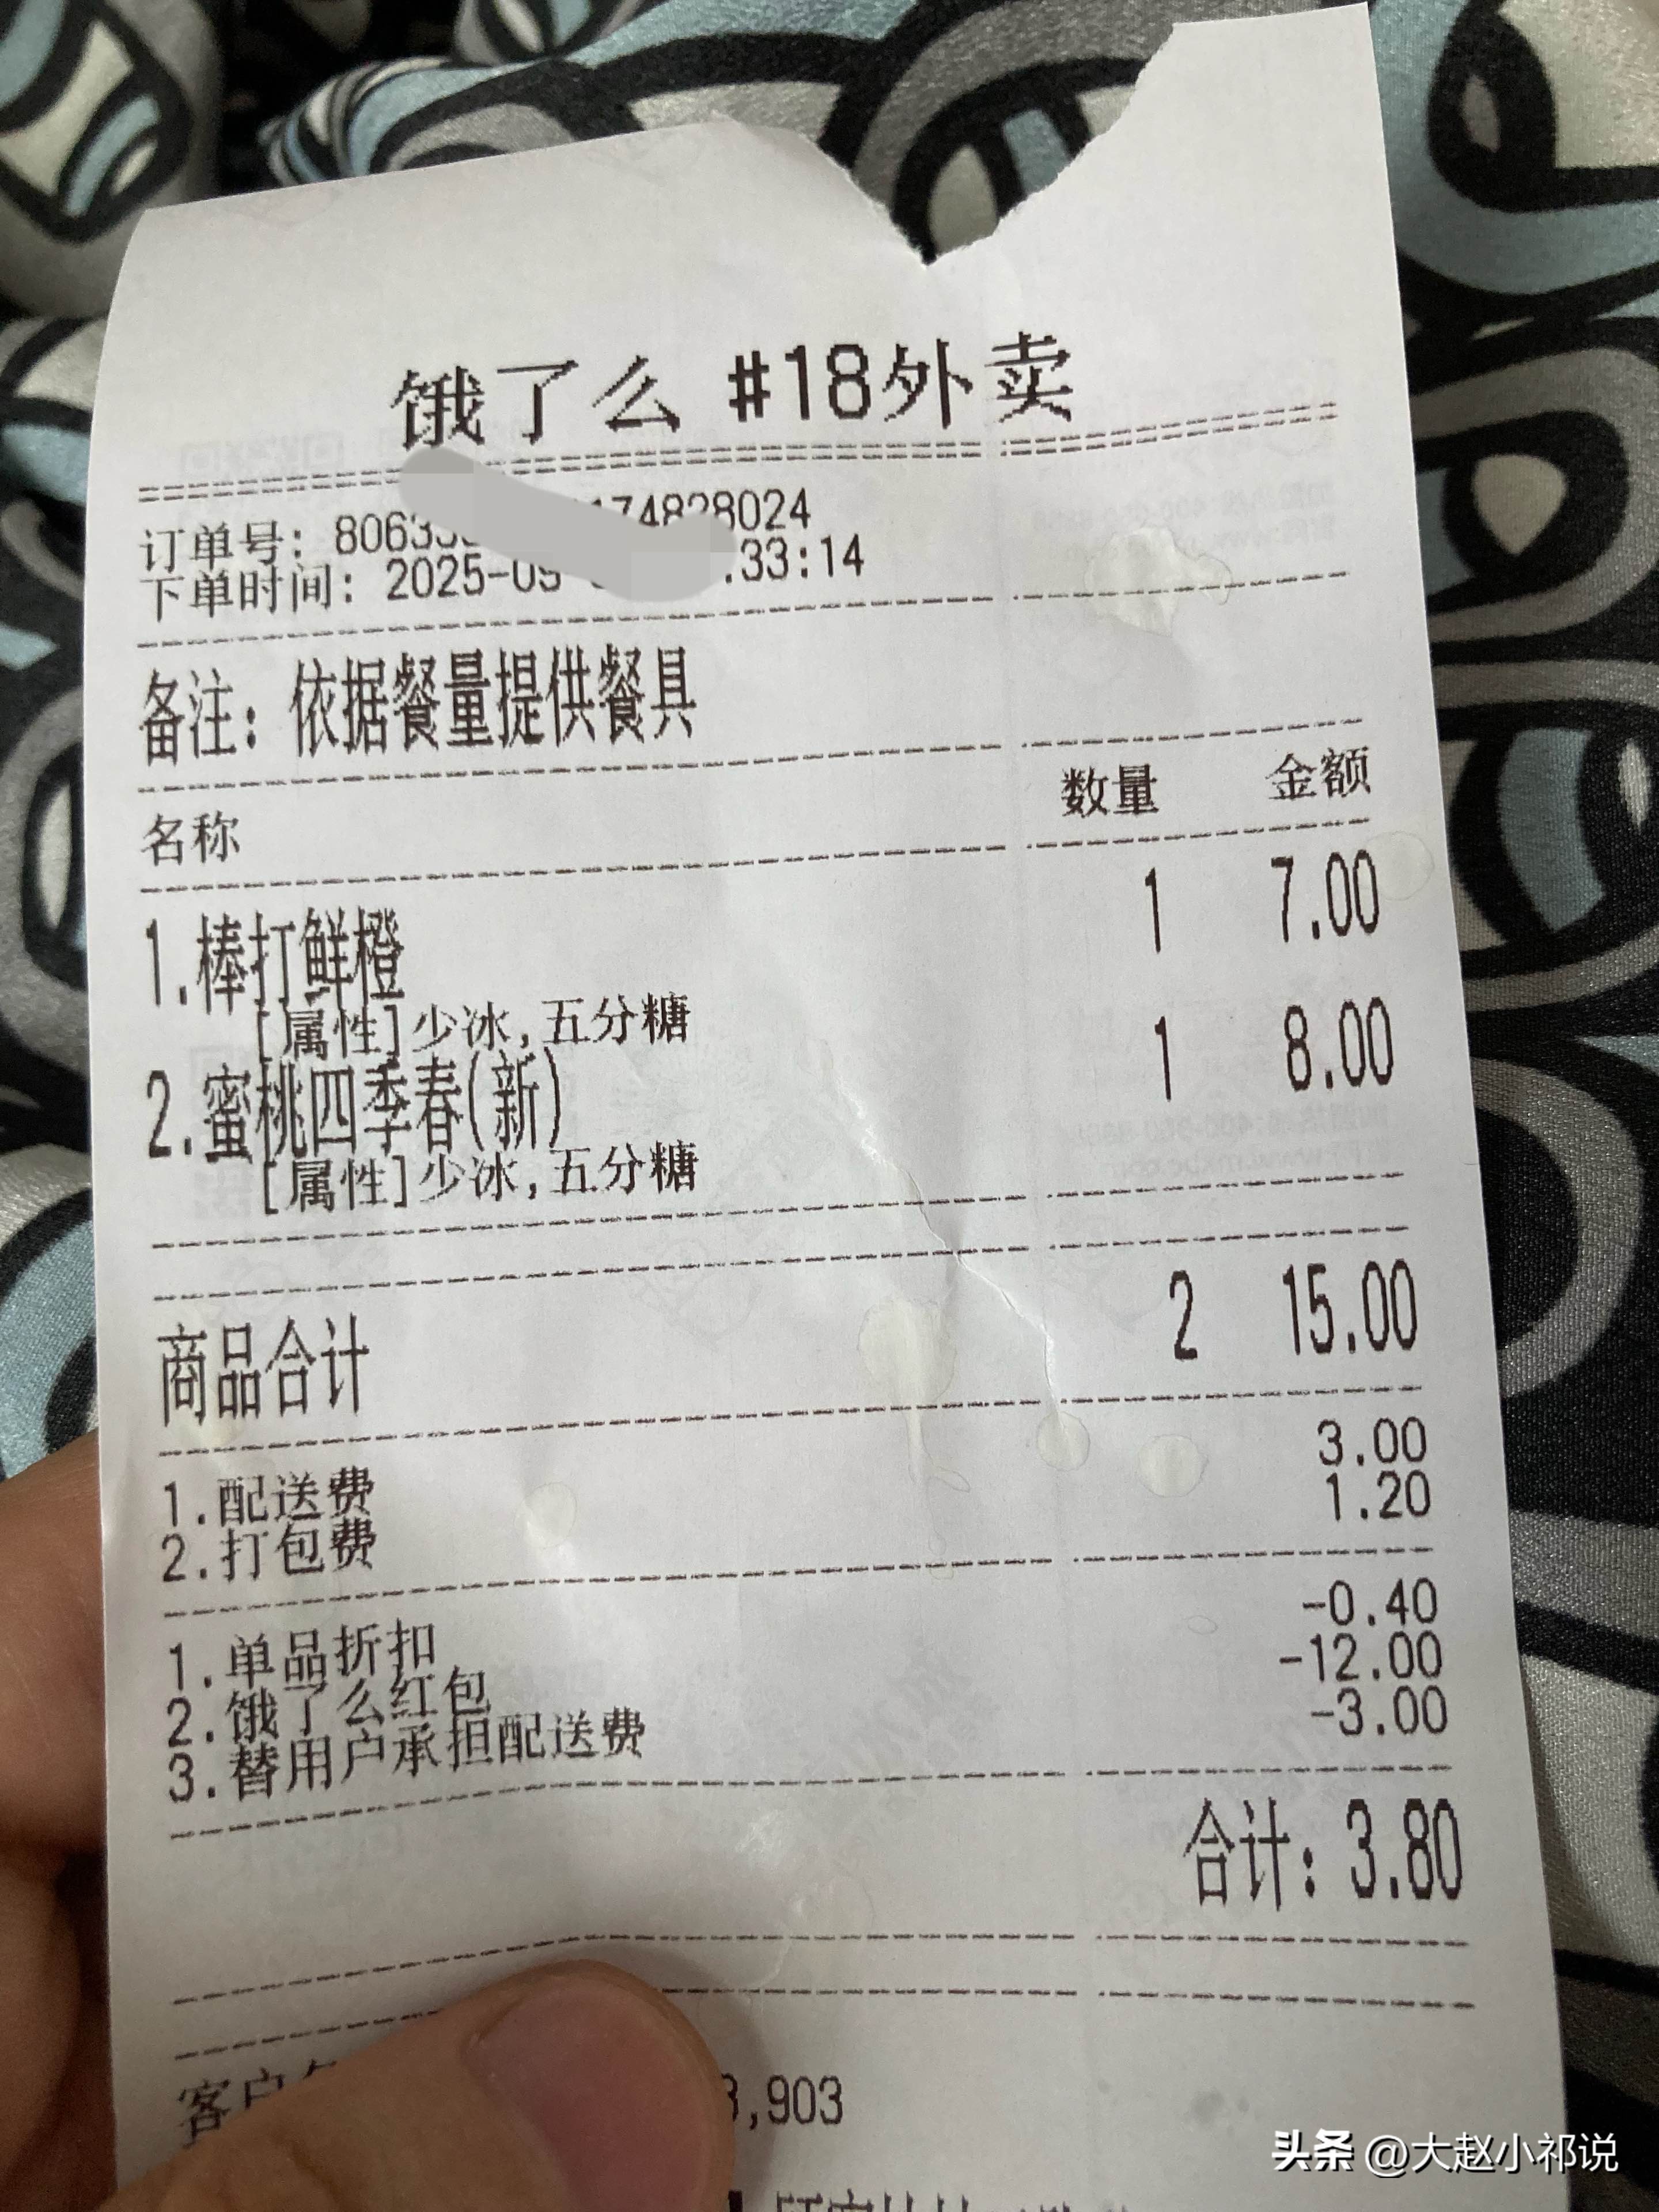 饿了么 #18外卖
订单号: 8063 174828024
下单时间: 2025-05 33:14
备注: 依据餐量提供餐具
名称 数量 金额
1.棒打鲜橙 1 7.00
[属性]少冰,五分糖
2.蜜桃四季春(新) 1 8.00
[属性]少冰,五分糖
商品合计 2 15.00
1.配送费 3.00
2.打包费 1.20
1.单品折扣 -0.40
2.饿了么红包 -12.00
3.替用户承担配送费 -3.00
合计: 3.80
客户 ,903
头条 @大赵小祁说